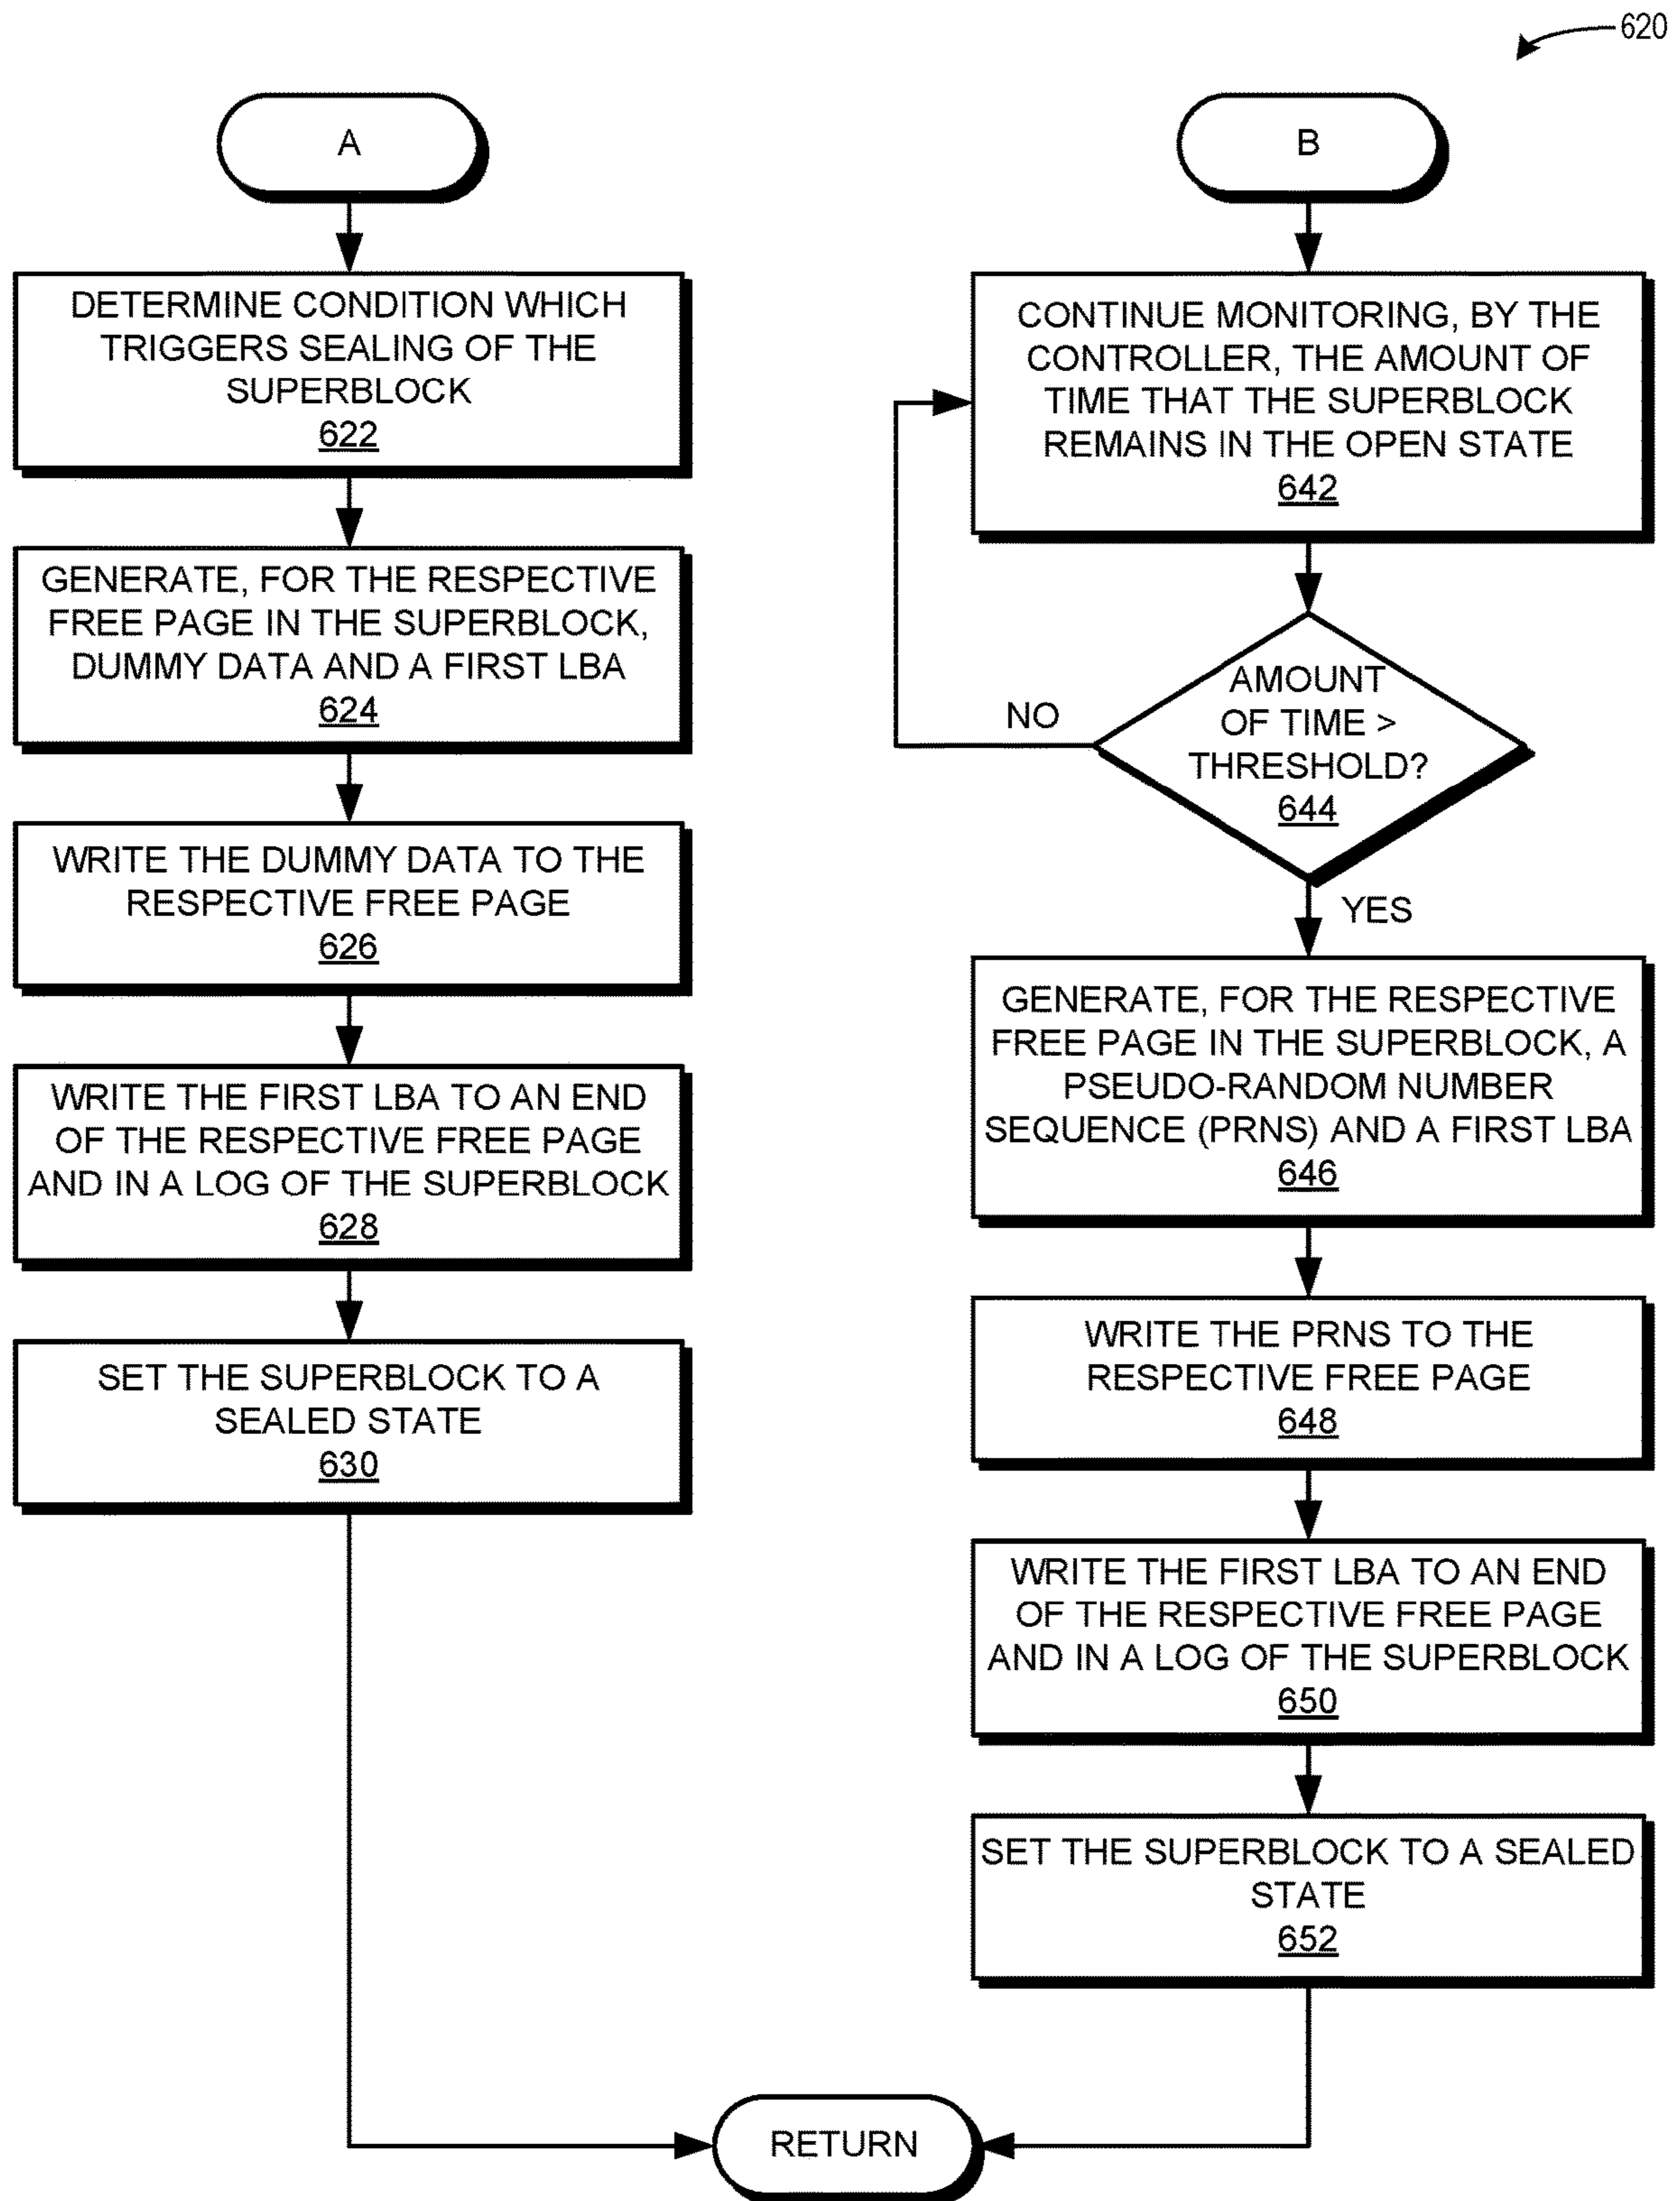 620
A
DETERMINE CONDITION WHICH
TRIGGERS SEALING OF THE
SUPERBLOCK
622
GENERATE, FOR THE RESPECTIVE
FREE PAGE IN THE SUPERBLOCK,
DUMMY DATA AND A FIRST LBA
624
WRITE THE DUMMY DATA TO THE
RESPECTIVE FREE PAGE
626
WRITE THE FIRST LBA TO AN END
OF THE RESPECTIVE FREE PAGE
AND IN A LOG OF THE SUPERBLOCK
628
SET THE SUPERBLOCK TO A
SEALED STATE
630
B
CONTINUE MONITORING, BY THE
CONTROLLER, THE AMOUNT OF
TIME THAT THE SUPERBLOCK
REMAINS IN THE OPEN STATE
642
AMOUNT
OF TIME >
THRESHOLD?
644
NO
YES
GENERATE, FOR THE RESPECTIVE
FREE PAGE IN THE SUPERBLOCK, A
PSEUDO-RANDOM NUMBER
SEQUENCE (PRNS) AND A FIRST LBA
646
WRITE THE PRNS TO THE
RESPECTIVE FREE PAGE
648
WRITE THE FIRST LBA TO AN END
OF THE RESPECTIVE FREE PAGE
AND IN A LOG OF THE SUPERBLOCK
650
SET THE SUPERBLOCK TO A SEALED
STATE
652
RETURN